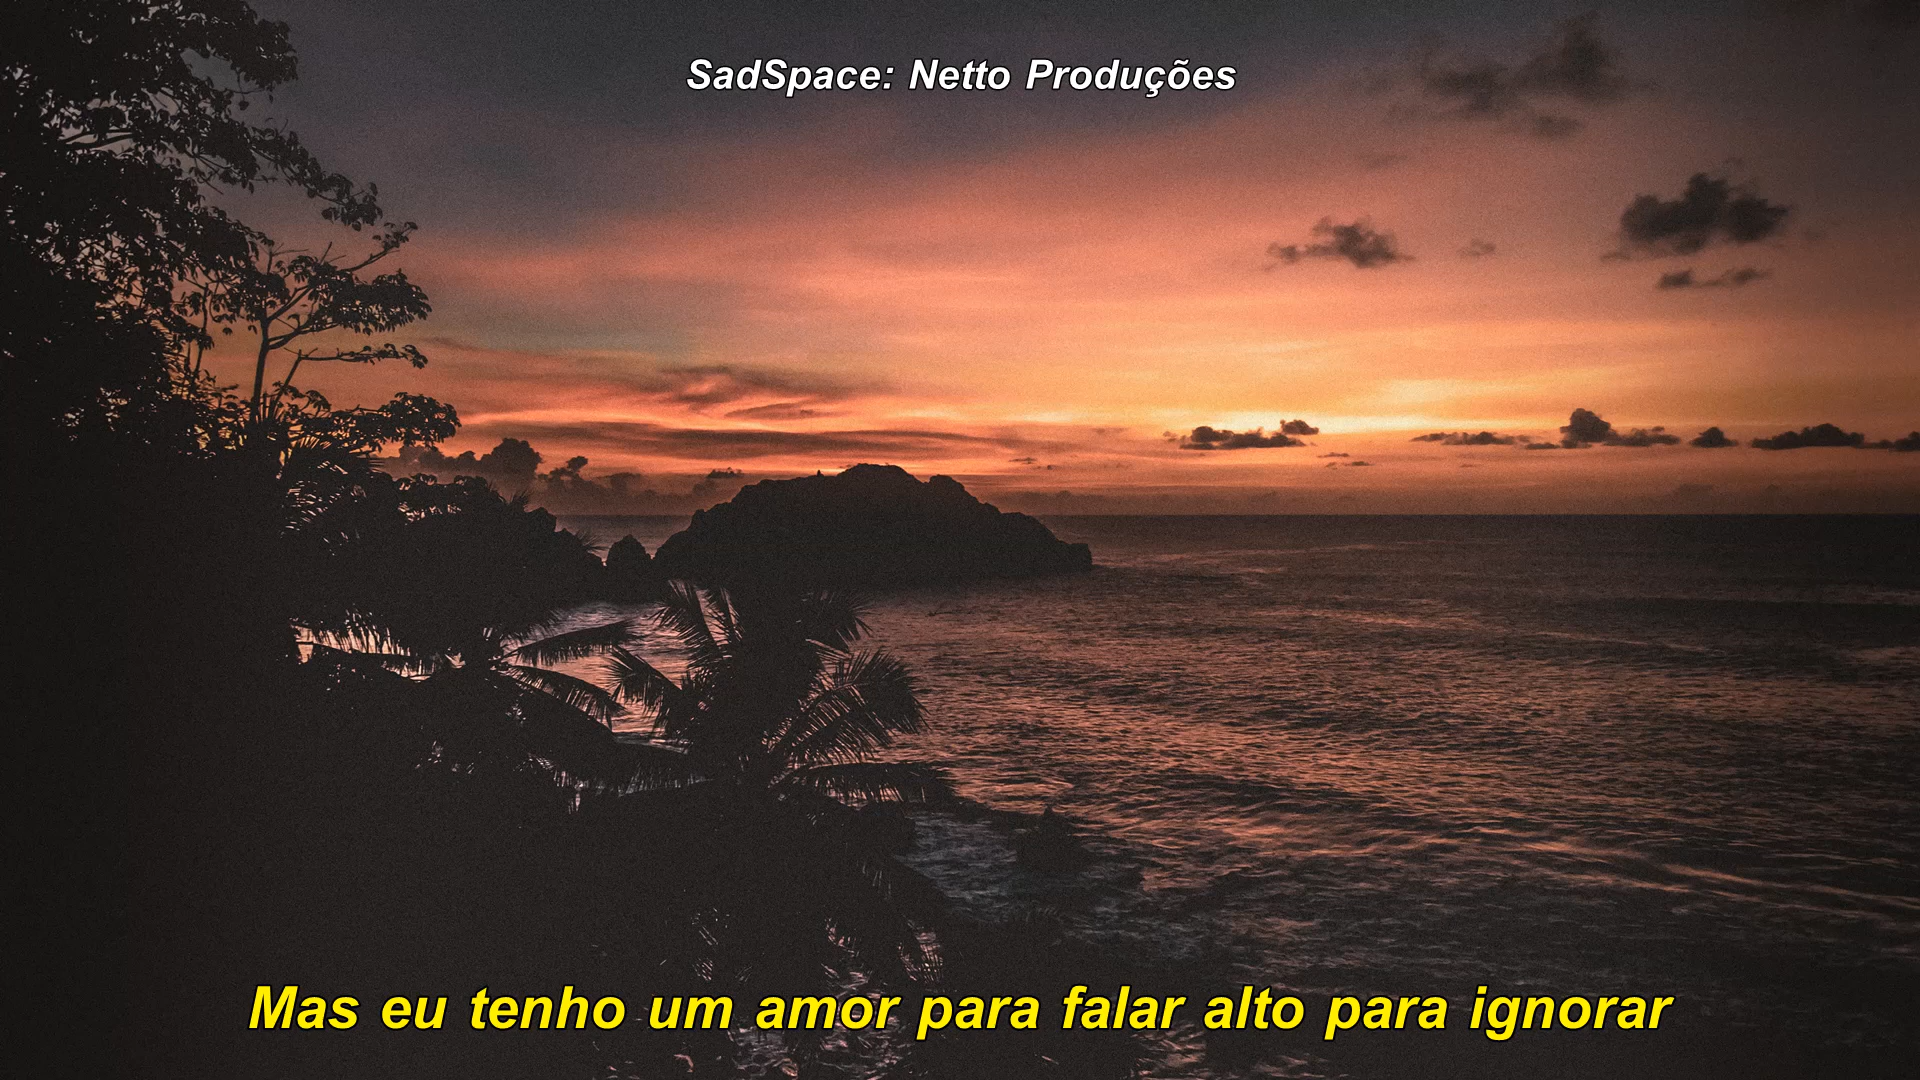 SadSpace: Netto Produções
Mas eu tenho um amor para falar alto para ignorar